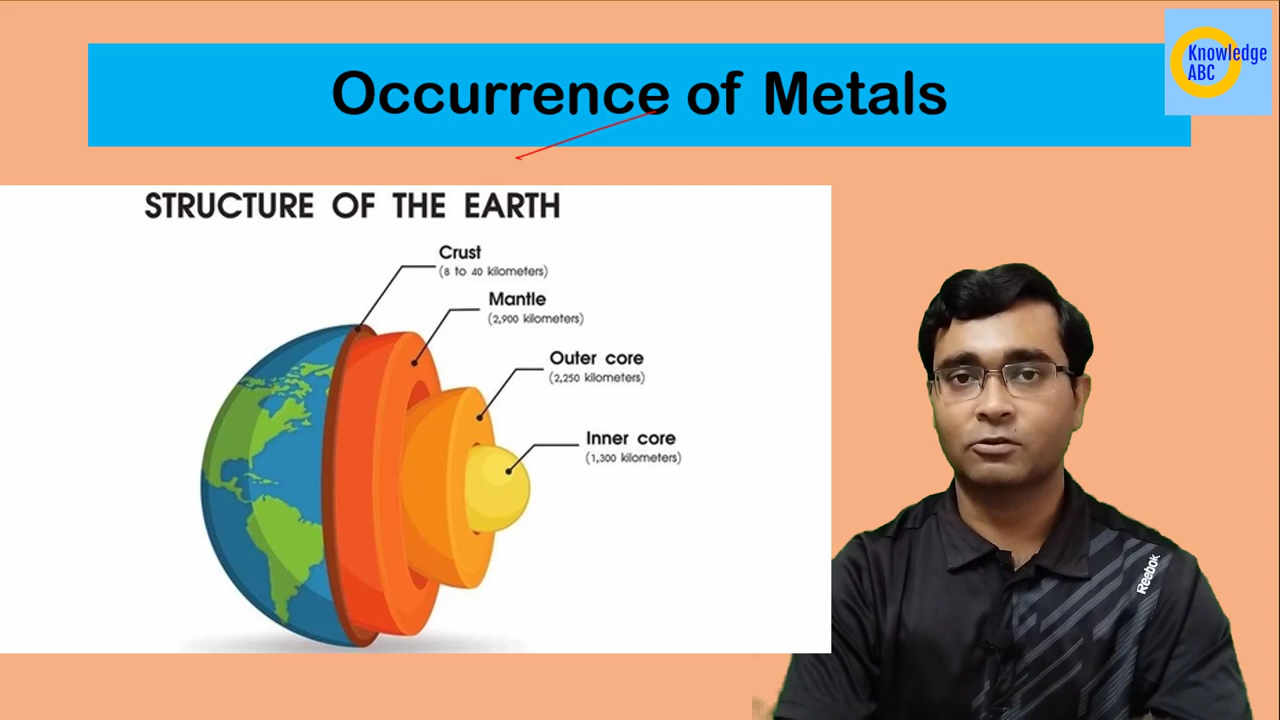 Occurrence of Metals
Knowledge
ABC
STRUCTURE OF THE EARTH
Crust
(8 to 40 kilometers)
Mantle
(2,900 kilometers)
Outer core
(2,250 kilometers)
Inner core
(1,300 kilometers)
Reebok